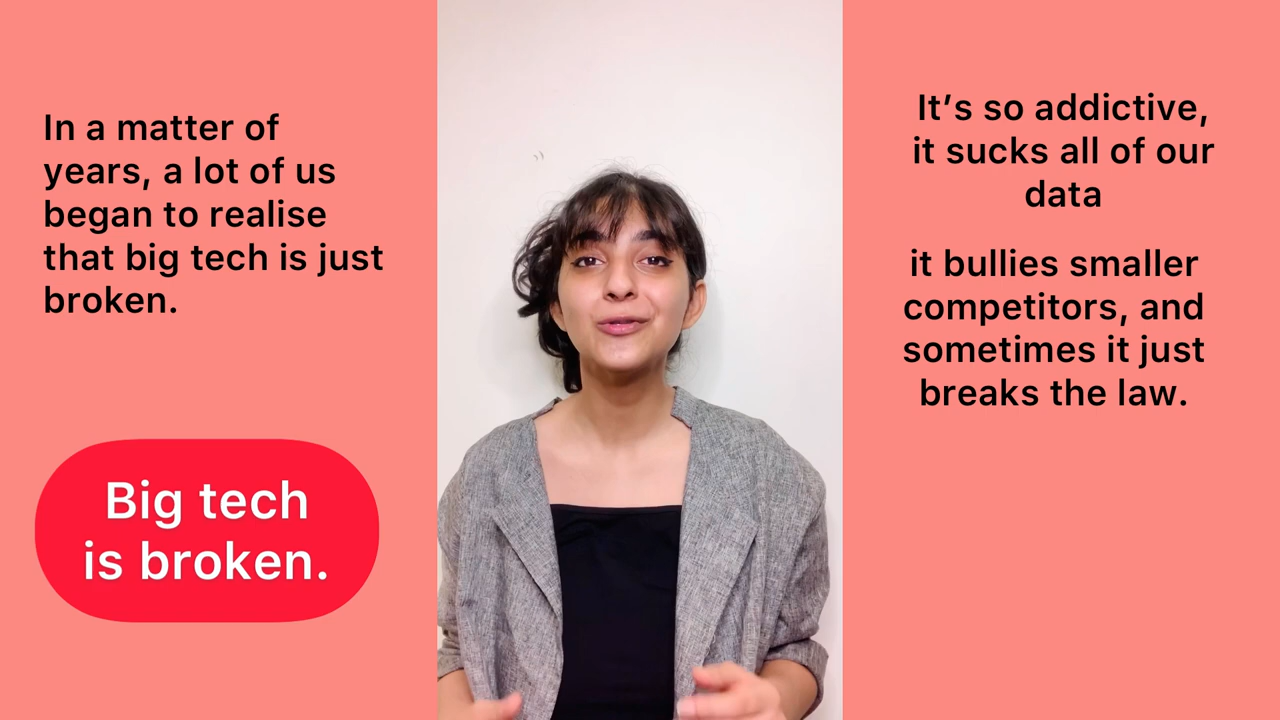 In a matter of
years, a lot of us
began to realise
that big tech is just
broken.
Big tech
is broken.
It’s so addictive,
it sucks all of our
data
it bullies smaller
competitors, and
sometimes it just
breaks the law.